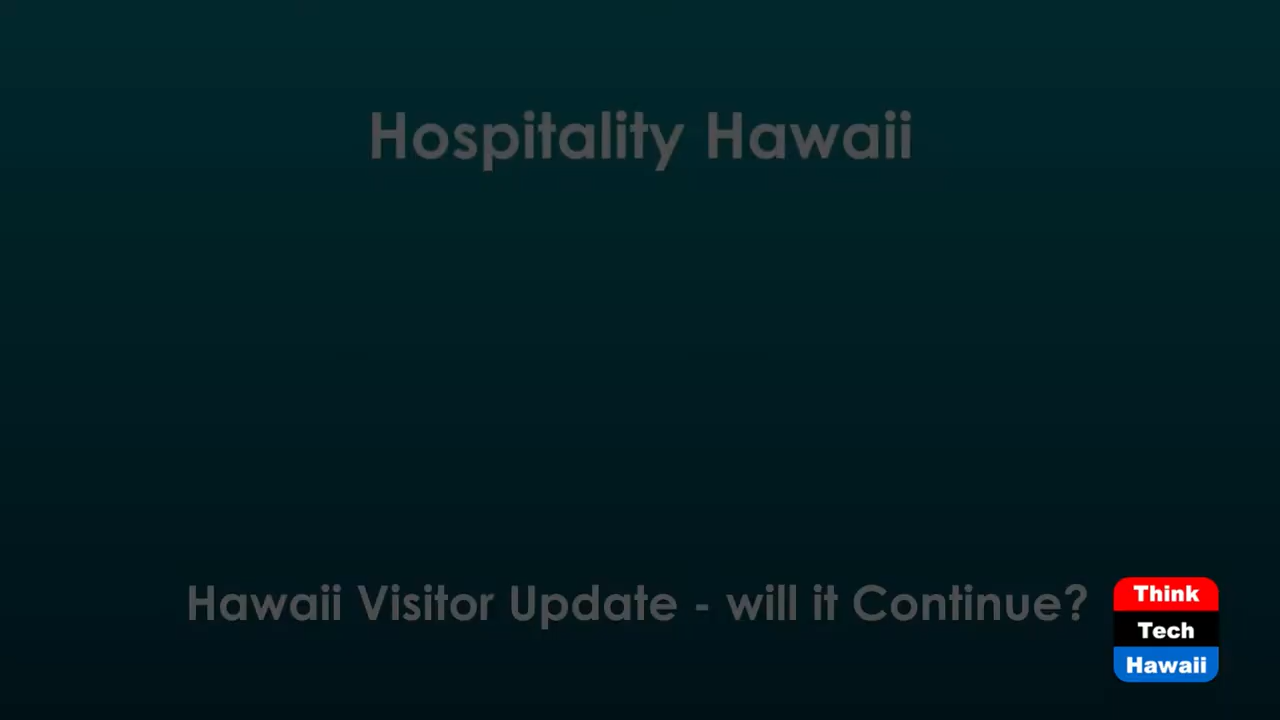 Hospitality Hawaii
Hawaii Visitor Update - will it Continue?
Think
Tech
Hawaii